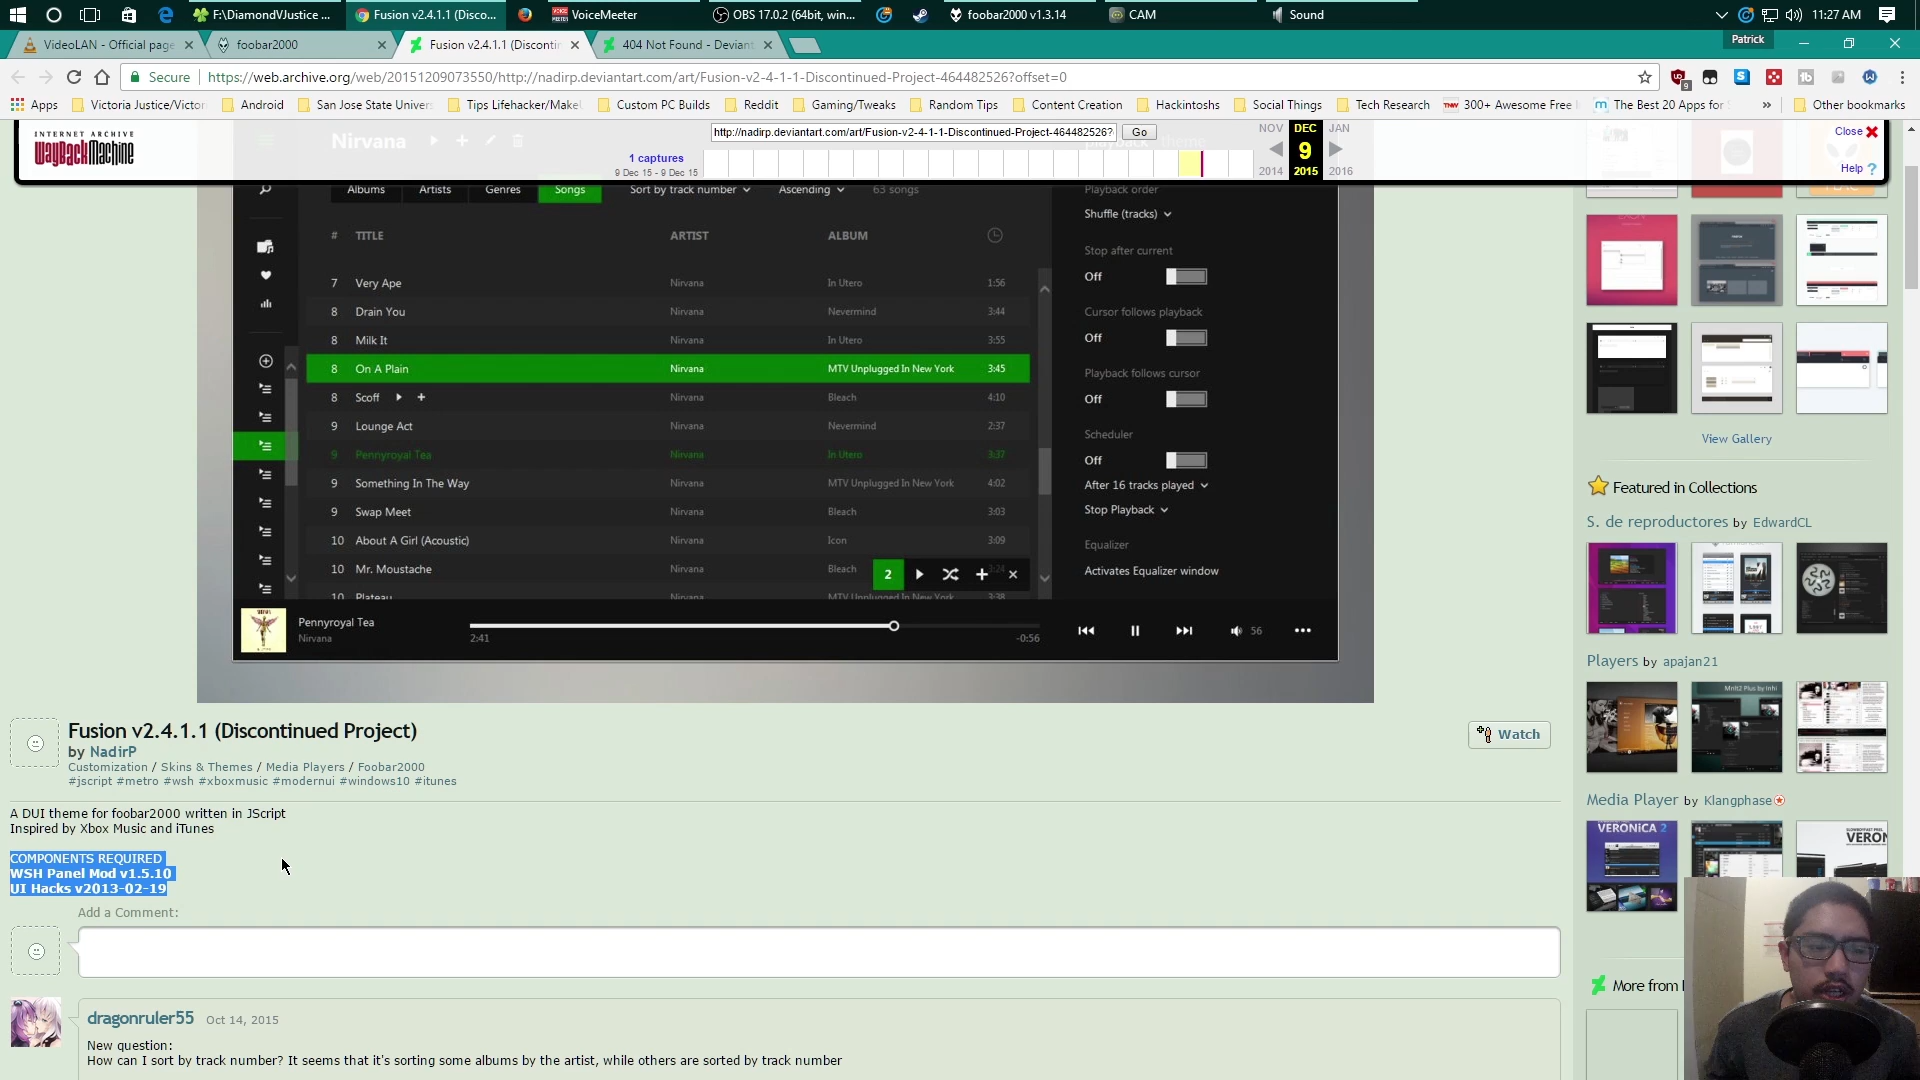 F:\DiamondVJustice ...
Fusion v2.4.1.1 (Disco...
VoiceMeeter
OBS 17.0.2 (64bit, win...
foobar2000 v1.3.14
CAM
Sound
11:27 AM
VideoLAN - Official page
foobar2000
Fusion v2.4.1.1 (Disconti
404 Not Found - Deviant
Patrick
Secure
https://web.archive.org/web/20151209073550/http://nadirp.deviantart.com/art/Fusion-v2-4-1-1-Discontinued-Project-464482526?offset=0
Apps
Victoria Justice/Victori
Android
San Jose State Univers
Tips Lifehacker/Make
Custom PC Builds
Reddit
Gaming/Tweaks
Random Tips
Content Creation
Hackintoshs
Social Things
Tech Research
300+ Awesome Free
The Best 20 Apps for
Other bookmarks
INTERNET ARCHIVE
WayBackMachine
Nirvana
http://nadirp.deviantart.com/art/Fusion-v2-4-1-1-Discontinued-Project-464482526?
Go
1 captures
9 Dec 15 - 9 Dec 15
NOV DEC JAN
9
2014 2015 2016
Close
Help ?
Albums Artists Genres Songs Sort by track number Ascending 63 songs
# TITLE ARTIST ALBUM
7 Very Ape Nirvana In Utero 1:56
8 Drain You Nirvana Nevermind 3:44
8 Milk It Nirvana In Utero 3:55
8 On A Plain Nirvana MTV Unplugged In New York 3:45
8 Scoff Nirvana Bleach 4:10
9 Lounge Act Nirvana Nevermind 2:37
9 Pennyroyal Tea Nirvana In Utero 3:37
9 Something In The Way Nirvana MTV Unplugged In New York 4:02
9 Swap Meet Nirvana Bleach 3:03
10 About A Girl (Acoustic) Nirvana Icon 3:09
10 Mr. Moustache Nirvana Bleach 3:24
10 Plateau Nirvana MTV Unplugged In New York 3:38
2
Playback order
Shuffle (tracks)
Stop after current
Off
Cursor follows playback
Off
Playback follows cursor
Off
Scheduler
Off
After 16 tracks played
Stop Playback
Equalizer
Activates Equalizer window
Pennyroyal Tea
Nirvana
2:41
-0:56
56
Fusion v2.4.1.1 (Discontinued Project)
by NadirP
Customization / Skins & Themes / Media Players / Foobar2000
#jscript #metro #wsh #xboxmusic #modernui #windows10 #itunes
Watch
A DUI theme for foobar2000 written in JScript
Inspired by Xbox Music and iTunes
COMPONENTS REQUIRED
WSH Panel Mod v1.5.10
UI Hacks v2013-02-19
Add a Comment:
dragonruler55 Oct 14, 2015
New question:
How can I sort by track number? It seems that it's sorting some albums by the artist, while others are sorted by track number
View Gallery
Featured in Collections
S. de reproductores by EdwardCL
Players by apajan21
Media Player by Klangphase
VERONiCA 2
More from